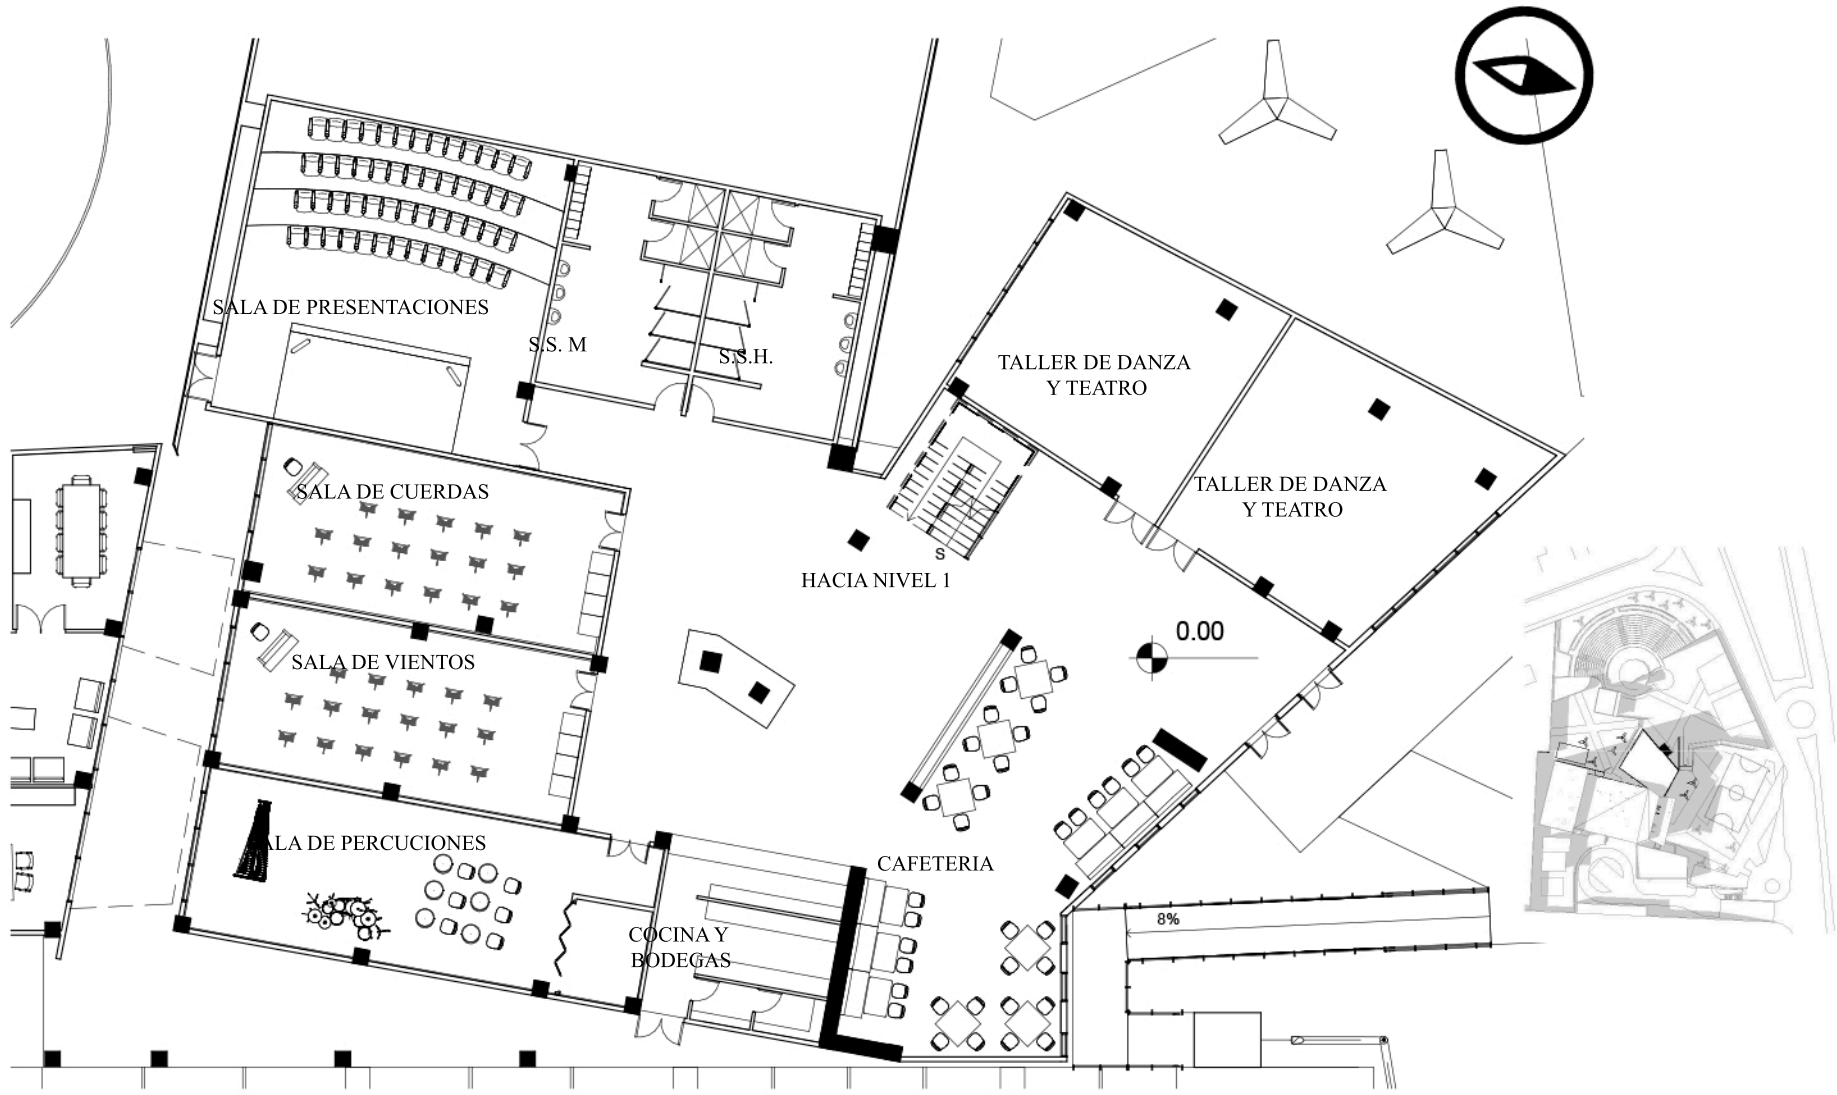 SALA DE PRESENTACIONES
S.S. M
S.S.H.
TALLER DE DANZA
Y TEATRO
TALLER DE DANZA
Y TEATRO
SALA DE CUERDAS
S
HACIA NIVEL 1
0.00
SALA DE VIENTOS
SALA DE PERCUCIONES
CAFETERIA
8%
COCINA Y
BODEGAS